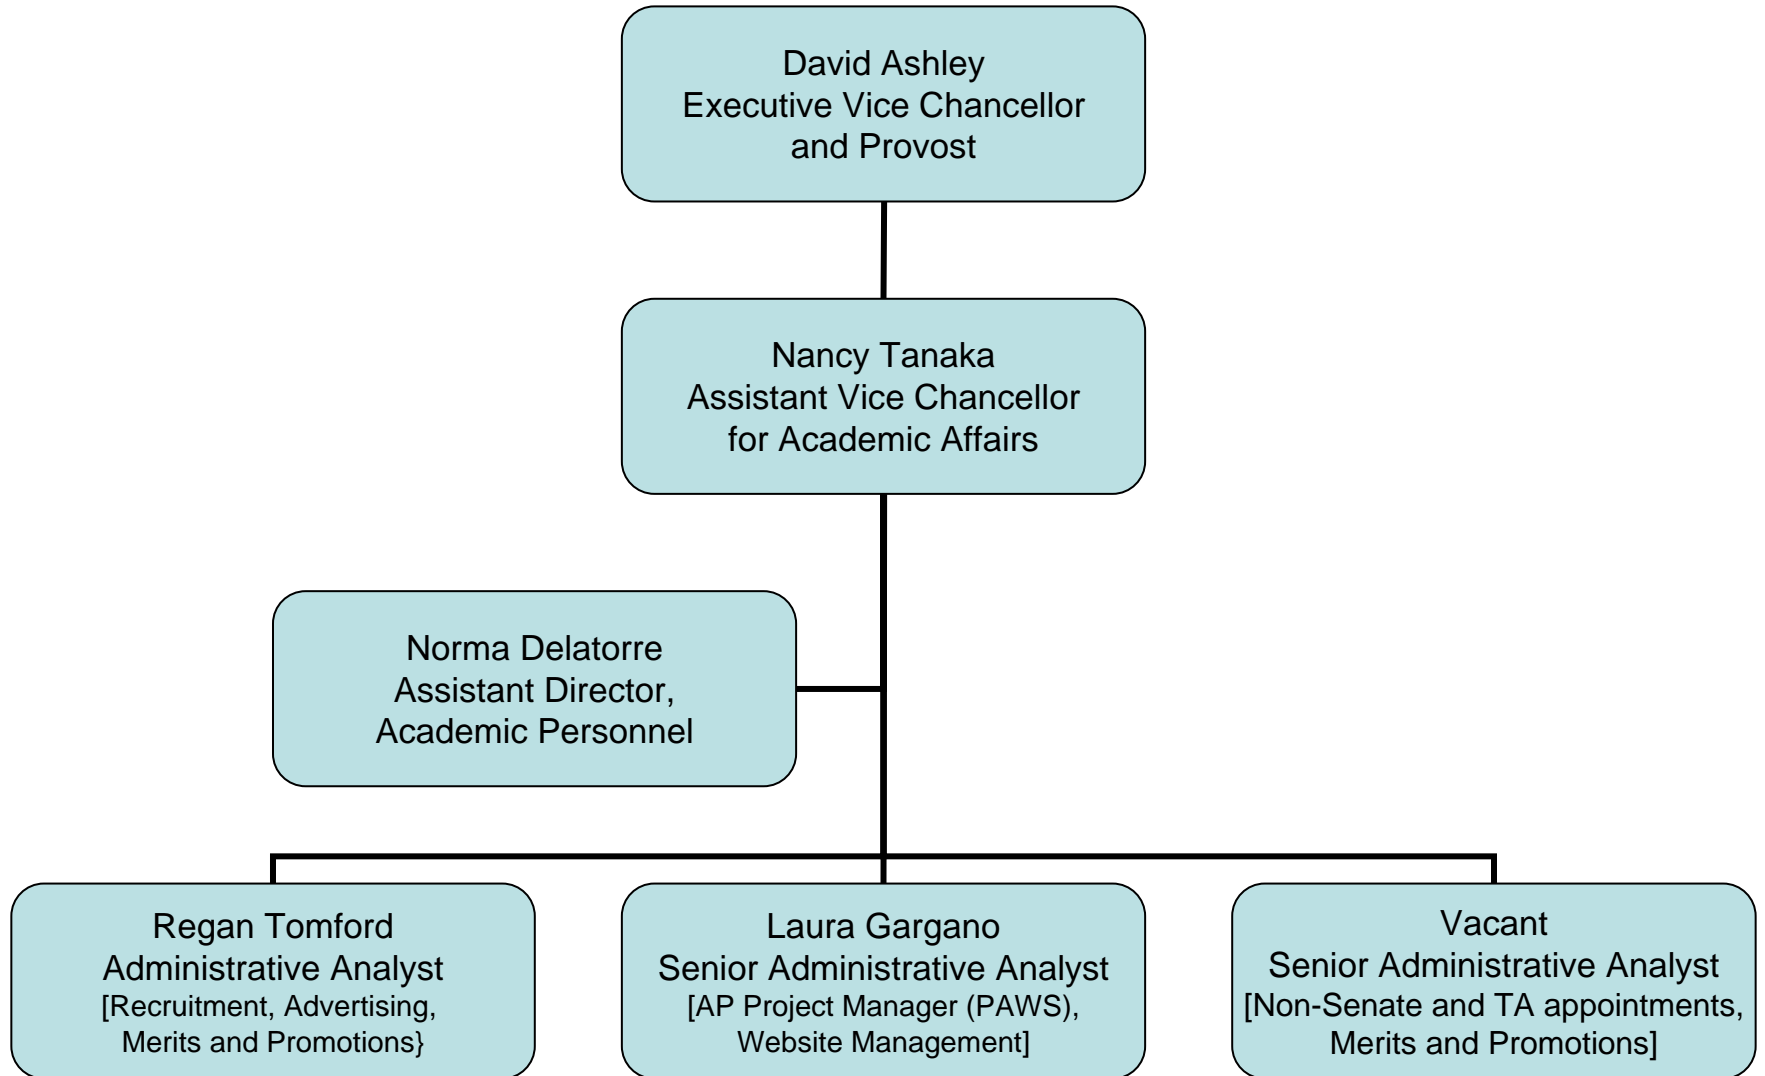 David Ashley
Executive Vice Chancellor
and Provost
Nancy Tanaka
Assistant Vice Chancellor
for Academic Affairs
Norma Delatorre
Assistant Director,
Academic Personnel
Regan Tomford
Administrative Analyst
[Recruitment, Advertising,
Merits and Promotions}
Laura Gargano
Senior Administrative Analyst
[AP Project Manager (PAWS),
Website Management]
Vacant
Senior Administrative Analyst
[Non-Senate and TA appointments,
Merits and Promotions]